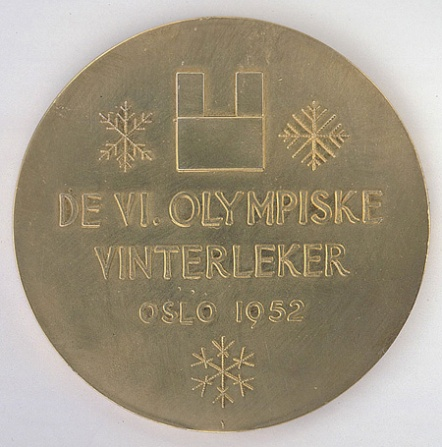 DE VI. OLYMPISKE
VINTERLEKER
OSLO 1952